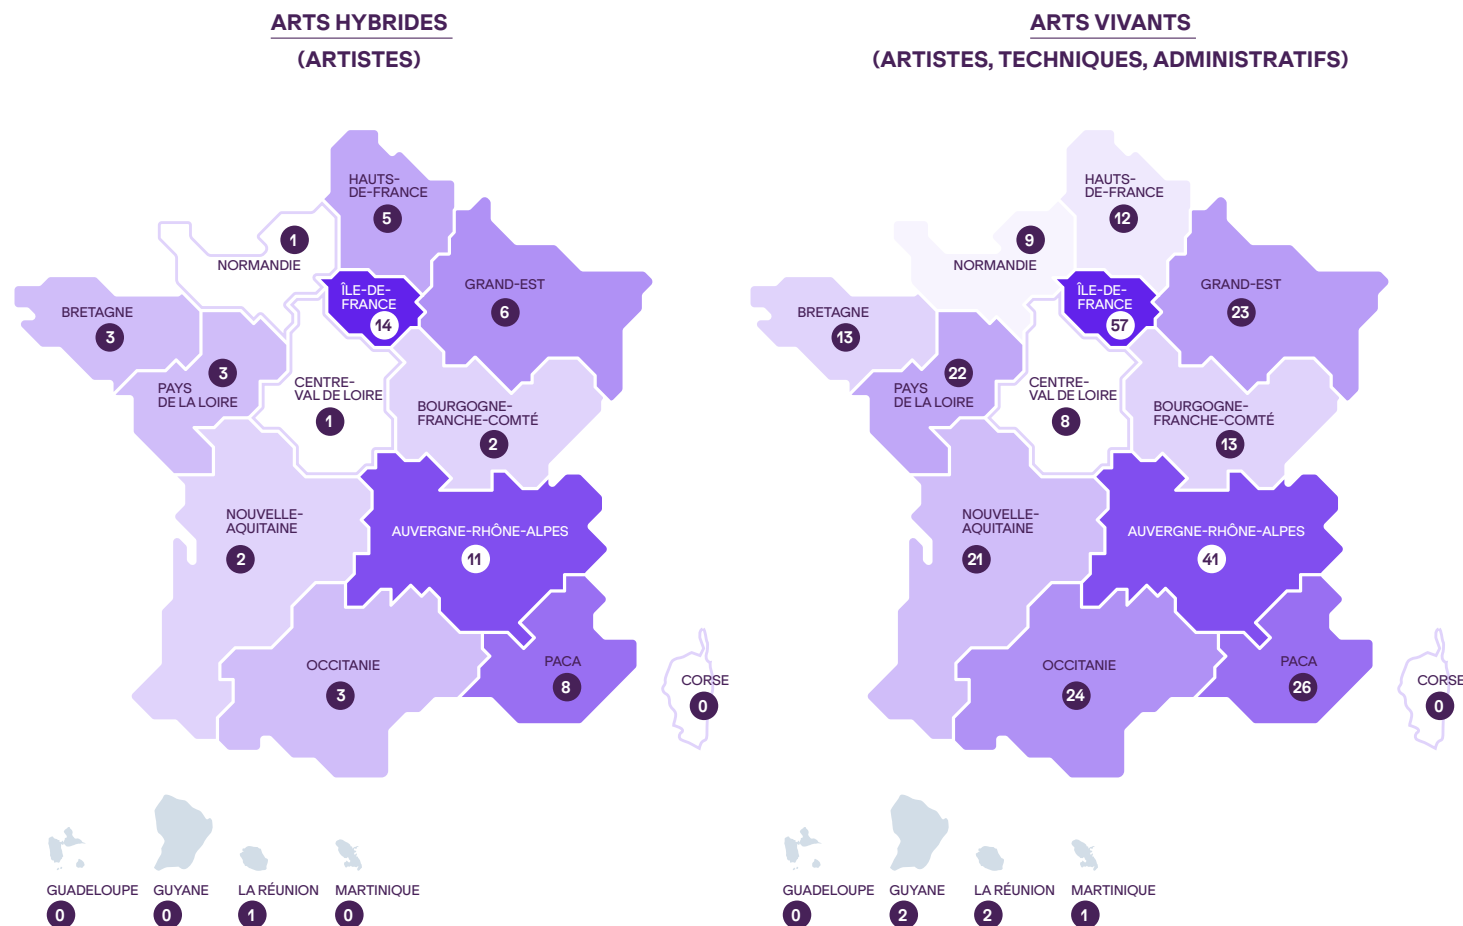 ARTS HYBRIDES
(ARTISTES)
HAUTS-
DE-FRANCE
5
1
NORMANDIE
ÎLE-DE-
FRANCE
14
GRAND-EST
6
BRETAGNE
3
3
PAYS
DE LA LOIRE
CENTRE-
VAL DE LOIRE
1
BOURGOGNE-
FRANCHE-COMTÉ
2
NOUVELLE-
AQUITAINE
2
AUVERGNE-RHÔNE-ALPES
11
OCCITANIE
3
PACA
8
CORSE
0
GUADELOUPE
0
GUYANE
0
LA RÉUNION
1
MARTINIQUE
0
ARTS VIVANTS
(ARTISTES, TECHNIQUES, ADMINISTRATIFS)
HAUTS-
DE-FRANCE
12
9
NORMANDIE
ÎLE-DE-
FRANCE
57
GRAND-EST
23
BRETAGNE
13
22
PAYS
DE LA LOIRE
CENTRE-
VAL DE LOIRE
8
BOURGOGNE-
FRANCHE-COMTÉ
13
NOUVELLE-
AQUITAINE
21
AUVERGNE-RHÔNE-ALPES
41
OCCITANIE
24
PACA
26
CORSE
0
GUADELOUPE
0
GUYANE
2
LA RÉUNION
2
MARTINIQUE
1